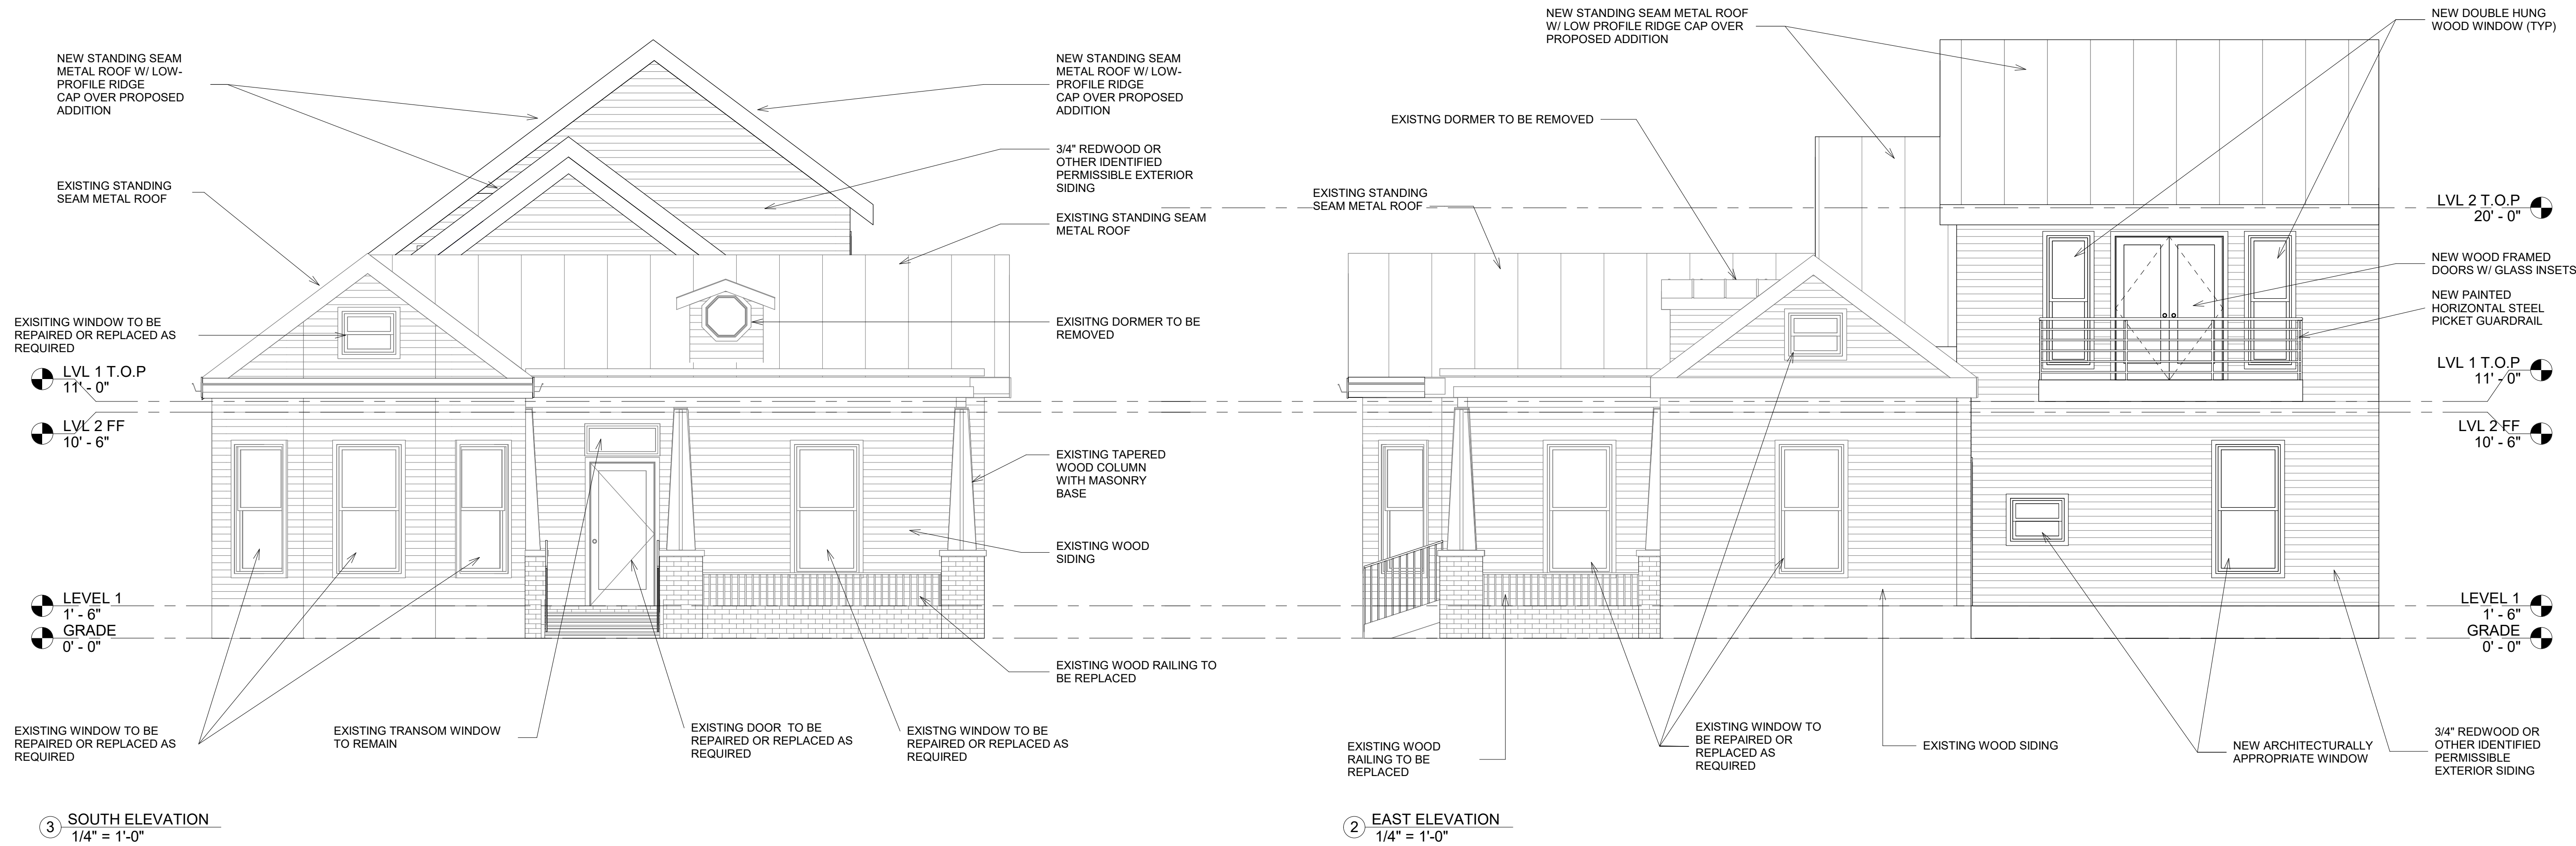 NEW STANDING SEAM
METAL ROOF W/ LOW-
PROFILE RIDGE
CAP OVER PROPOSED
ADDITION
EXISTING STANDING
SEAM METAL ROOF
EXISITING WINDOW TO BE
REPAIRED OR REPLACED AS
REQUIRED
LVL 1 T.O.P
11' - 0"
LVL 2 FF
10' - 6"
LEVEL 1
1' - 6"
GRADE
0' - 0"
EXISTING WINDOW TO BE
REPAIRED OR REPLACED AS
REQUIRED
EXISTING TRANSOM WINDOW
TO REMAIN
EXISTING DOOR TO BE
REPAIRED OR REPLACED AS
REQUIRED
EXISTNG WINDOW TO BE
REPAIRED OR REPLACED AS
REQUIRED
NEW STANDING SEAM
METAL ROOF W/ LOW-
PROFILE RIDGE
CAP OVER PROPOSED
ADDITION
3/4" REDWOOD OR
OTHER IDENTIFIED
PERMISSIBLE EXTERIOR
SIDING
EXISTING STANDING SEAM
METAL ROOF
EXISITNG DORMER TO BE
REMOVED
EXISTING TAPERED
WOOD COLUMN
WITH MASONRY
BASE
EXISTING WOOD
SIDING
EXISTING WOOD RAILING TO
BE REPLACED
3 SOUTH ELEVATION
1/4" = 1'-0"
NEW STANDING SEAM METAL ROOF
W/ LOW PROFILE RIDGE CAP OVER
PROPOSED ADDITION
EXISTNG DORMER TO BE REMOVED
EXISTING STANDING
SEAM METAL ROOF
NEW DOUBLE HUNG
WOOD WINDOW (TYP)
LVL 2 T.O.P
20' - 0"
NEW WOOD FRAMED
DOORS W/ GLASS INSETS
NEW PAINTED
HORIZONTAL STEEL
PICKET GUARDRAIL
LVL 1 T.O.P
11' - 0"
LVL 2 FF
10' - 6"
LEVEL 1
1' - 6"
GRADE
0' - 0"
EXISTING WOOD
RAILING TO BE
REPLACED
EXISTING WINDOW TO
BE REPAIRED OR
REPLACED AS
REQUIRED
EXISTING WOOD SIDING
NEW ARCHITECTURALLY
APPROPRIATE WINDOW
3/4" REDWOOD OR
OTHER IDENTIFIED
PERMISSIBLE
EXTERIOR SIDING
2 EAST ELEVATION
1/4" = 1'-0"